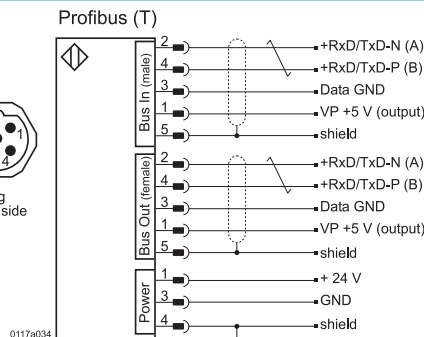 Profibus (T)
Bus In (male)
2 +RxD/TxD-N (A)
4 +RxD/TxD-P (B)
3 Data GND
1 VP +5 V (output)
5 shield
1
4
g
side
Bus Out (female)
2 +RxD/TxD-N (A)
4 +RxD/TxD-P (B)
3 Data GND
1 VP +5 V (output)
5 shield
Power
1 + 24 V
3 GND
4 shield
0117a034